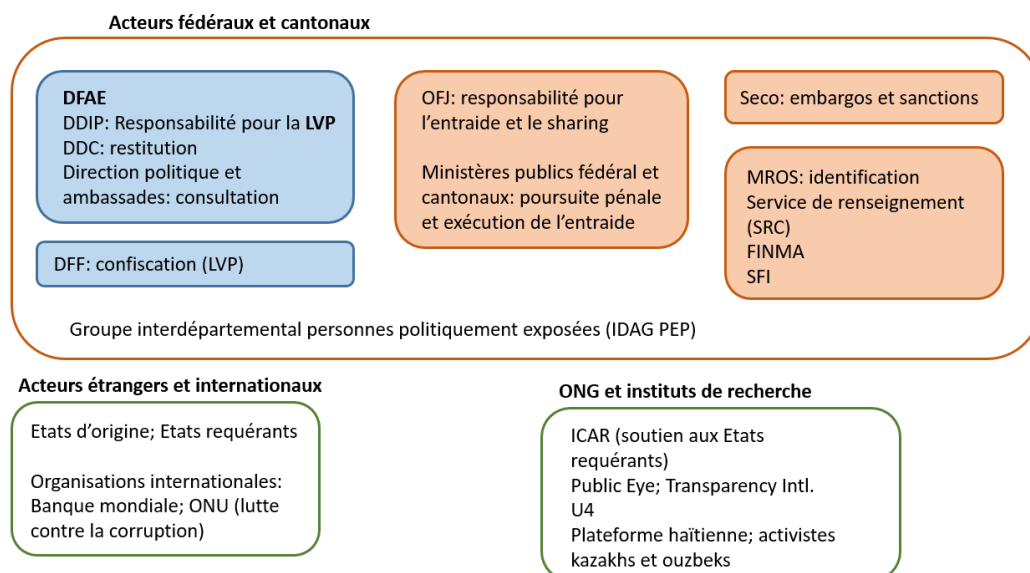 Acteurs fédéraux et cantonaux
DFAE
DDIP: Responsabilité pour la LVP
DDC: restitution
Direction politique et
ambassades: consultation
DFF: confiscation (LVP)
OFJ: responsabilité pour
l'entraide et le sharing
Ministères publics fédéral et
cantonaux: poursuite pénale
et exécution de l'entraide
Seco: embargos et sanctions
MROS: identification
Service de renseignement
(SRC)
FINMA
SFI
Groupe interdépartemental personnes politiquement exposées (IDAG PEP)
Acteurs étrangers et internationaux
Etats d'origine; Etats requérants
Organisations internationales:
Banque mondiale; ONU (lutte
contre la corruption)
ONG et instituts de recherche
ICAR (soutien aux Etats
requérants)
Public Eye; Transparency Intl.
U4
Plateforme haïtienne; activistes
kazakhs et ouzbeks